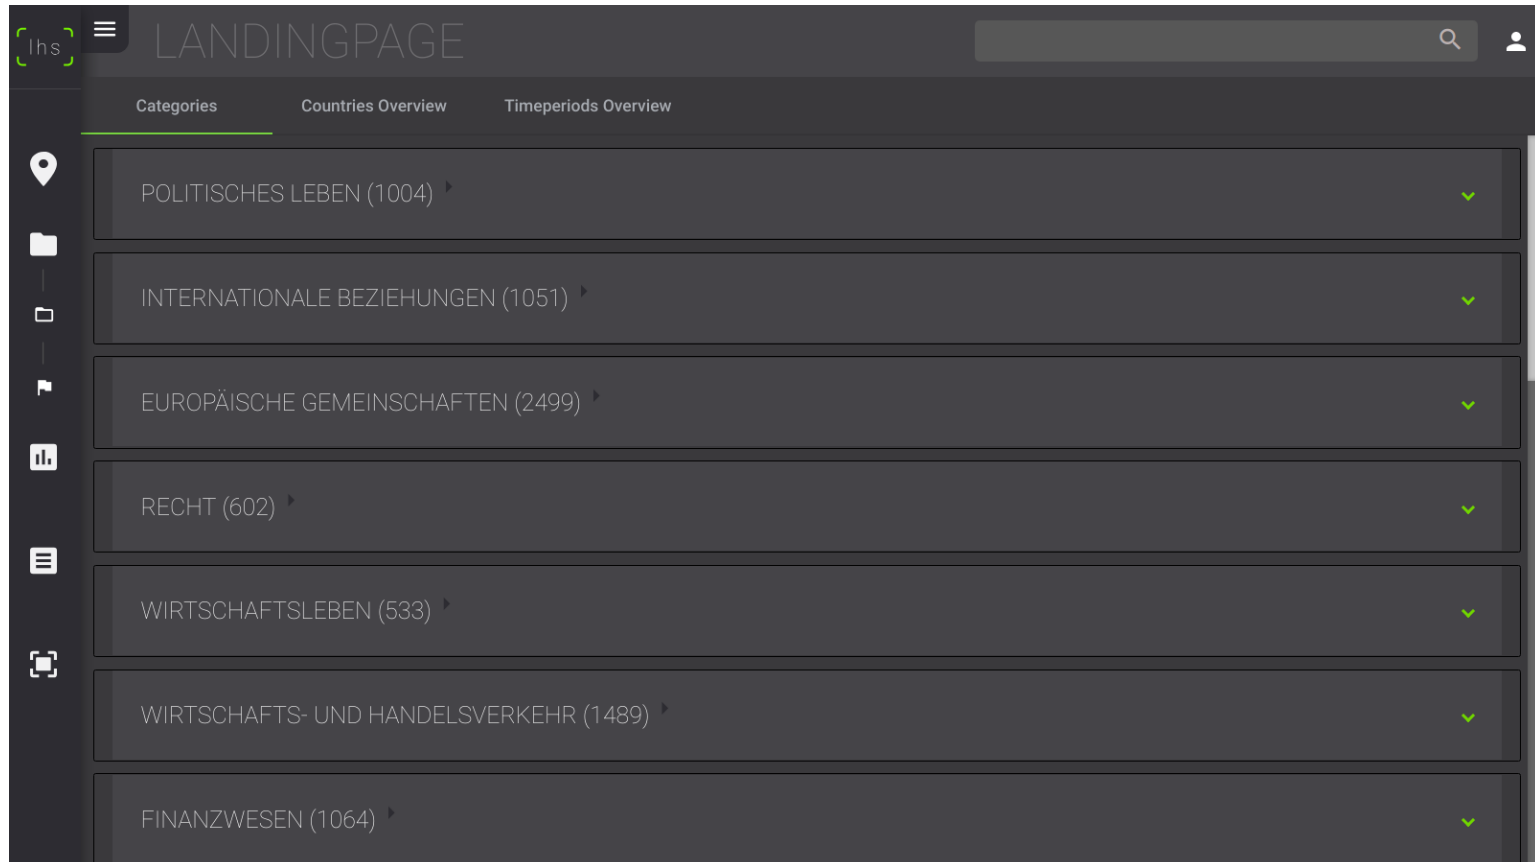 lhs
LANDINGPAGE
Categories Countries Overview Timeperiods Overview
POLITISCHES LEBEN (1004)
INTERNATIONALE BEZIEHUNGEN (1051)
EUROPÄISCHE GEMEINSCHAFTEN (2499)
RECHT (602)
WIRTSCHAFTSLEBEN (533)
WIRTSCHAFTS- UND HANDELSVERKEHR (1489)
FINANZWESEN (1064)